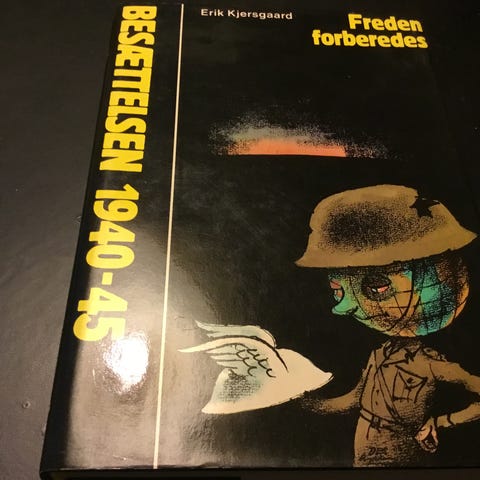 Erik Kjersgaard
Freden
forberedes
BESÆTTELSEN 1940-45